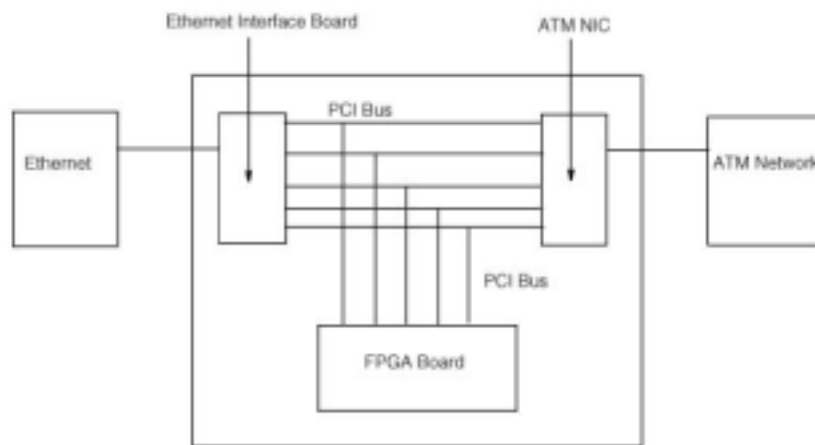 Ethernet Interface Board
ATM NIC
PCI Bus
Ethernet
ATM Network
PCI Bus
FPGA Board